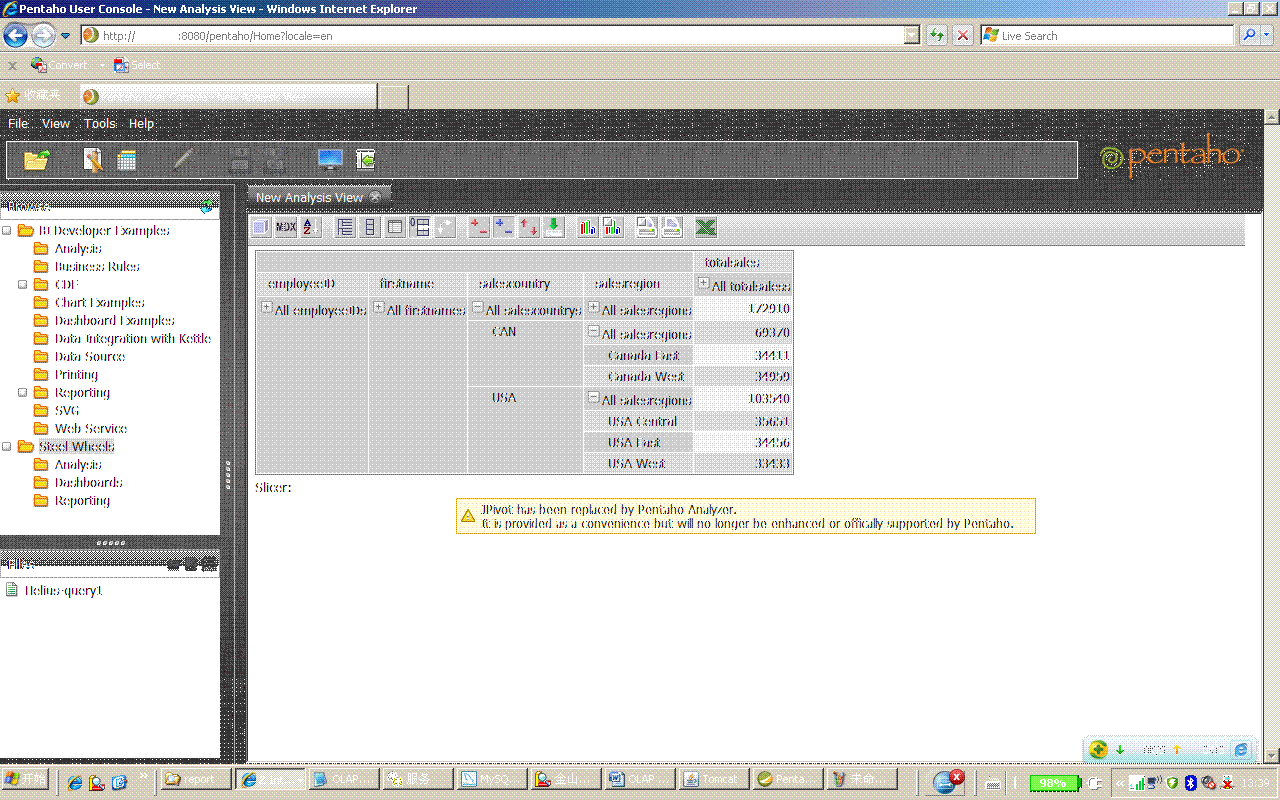 Pentaho User Console - New Analysis View - Windows Internet Explorer
http:// :8080/pentaho/Home?locale=en
Live Search
Convert Select
收藏夹
Pentaho User Console - New Analysis View
File View Tools Help
pentaho
New Analysis View
Browse
MDX
BI Developer Examples
Analysis
Business Rules
CDF
Chart Examples
Dashboard Examples
Data Integration with Kettle
Data Source
Printing
Reporting
SVG
Web Service
Steel Wheels
Analysis
Dashboards
Reporting
totalsales
employeeID firstname salescountry salesregion All totalsaless
All employeeIDs All firstnames All salescountrys All salesregions 172910
CAN All salesregions 69370
Canada East 34411
Canada West 34959
USA All salesregions 103540
USA Central 35651
USA East 34456
USA West 33433
Slicer:
JPivot has been replaced by Pentaho Analyzer.
It is provided as a convenience but will no longer be enhanced or offically supported by Pentaho.
Files
Helius-query1
开始 report OLAP... 服务 MySQ... 金山... OLAP ... Tomcat Penta... 未命... 98% 13:39